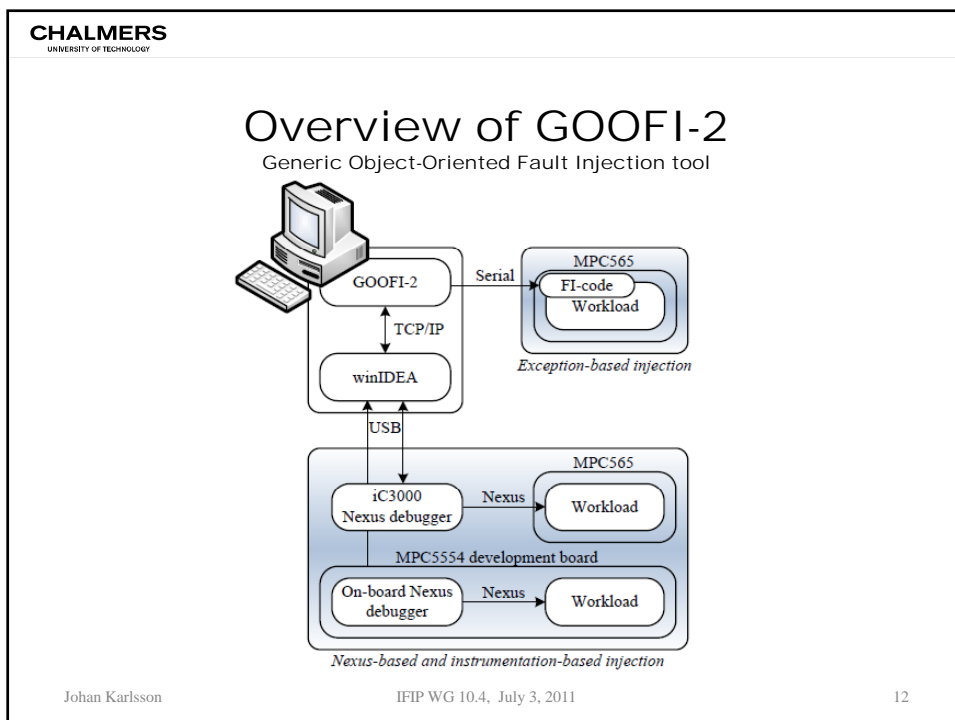 CHALMERS
UNIVERSITY OF TECHNOLOGY
Overview of GOOFI-2
Generic Object-Oriented Fault Injection tool
GOOFI-2
Serial
MPC565
FI-code
Workload
TCP/IP
winIDEA
Exception-based injection
USB
MPC565
iC3000
Nexus debugger
Nexus
Workload
MPC5554 development board
On-board Nexus
debugger
Nexus
Workload
Nexus-based and instrumentation-based injection
Johan Karlsson
IFIP WG 10.4, July 3, 2011
12